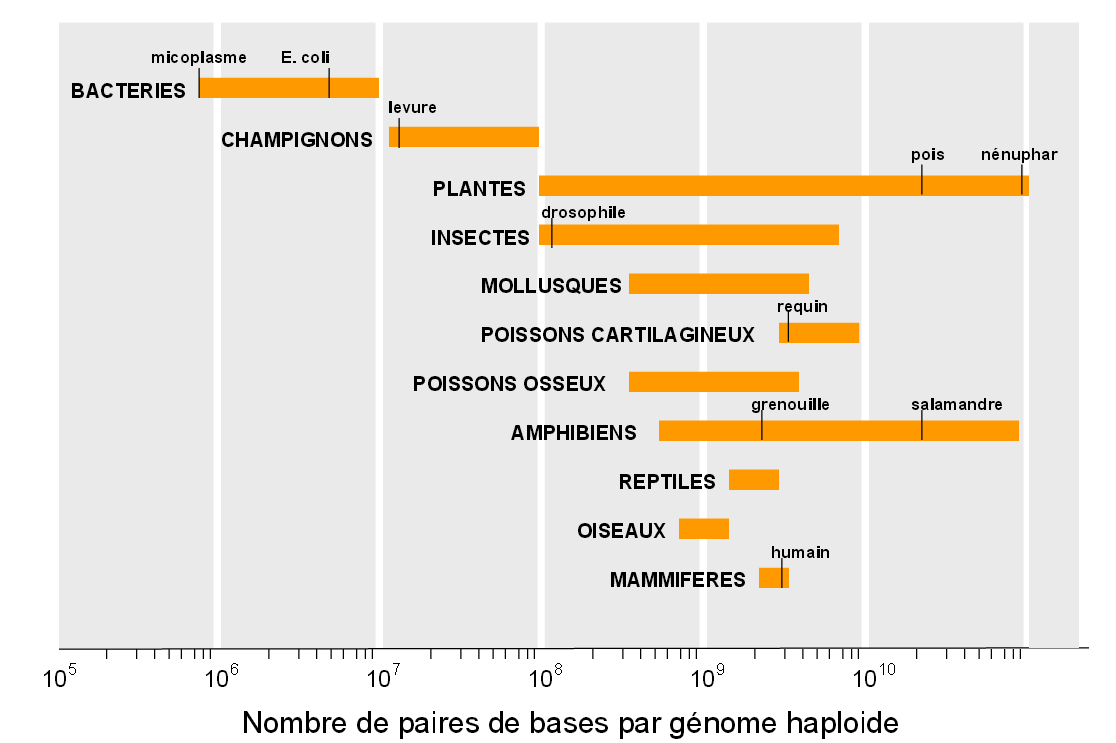 micoplasme E. coli
BACTERIES
levure
CHAMPIGNONS
pois nénuphar
PLANTES
drosophile
INSECTES
MOLLUSQUES
requin
POISSONS CARTILAGINEUX
POISSONS OSSEUX
grenouille salamandre
AMPHIBIENS
REPTILES
OISEAUX
humain
MAMMIFERES
10⁵ 10⁶ 10⁷ 10⁸ 10⁹ 10¹⁰
Nombre de paires de bases par génome haploide